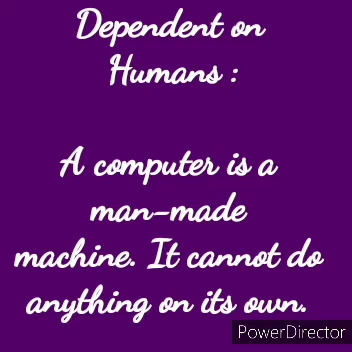 Dependent on
Humans :
A computer is a
man-made
machine. It cannot do
anything on its own.
PowerDirector